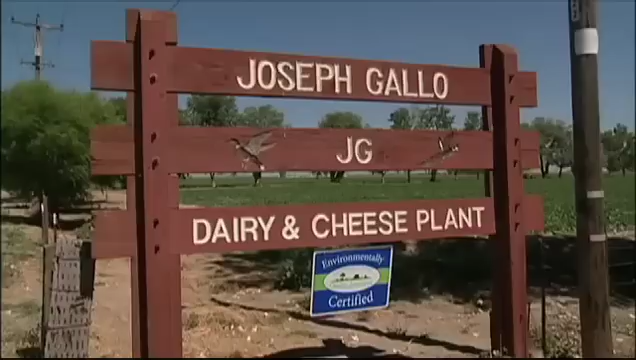 JOSEPH GALLO
JG
DAIRY & CHEESE PLANT
Environmentally
Certified